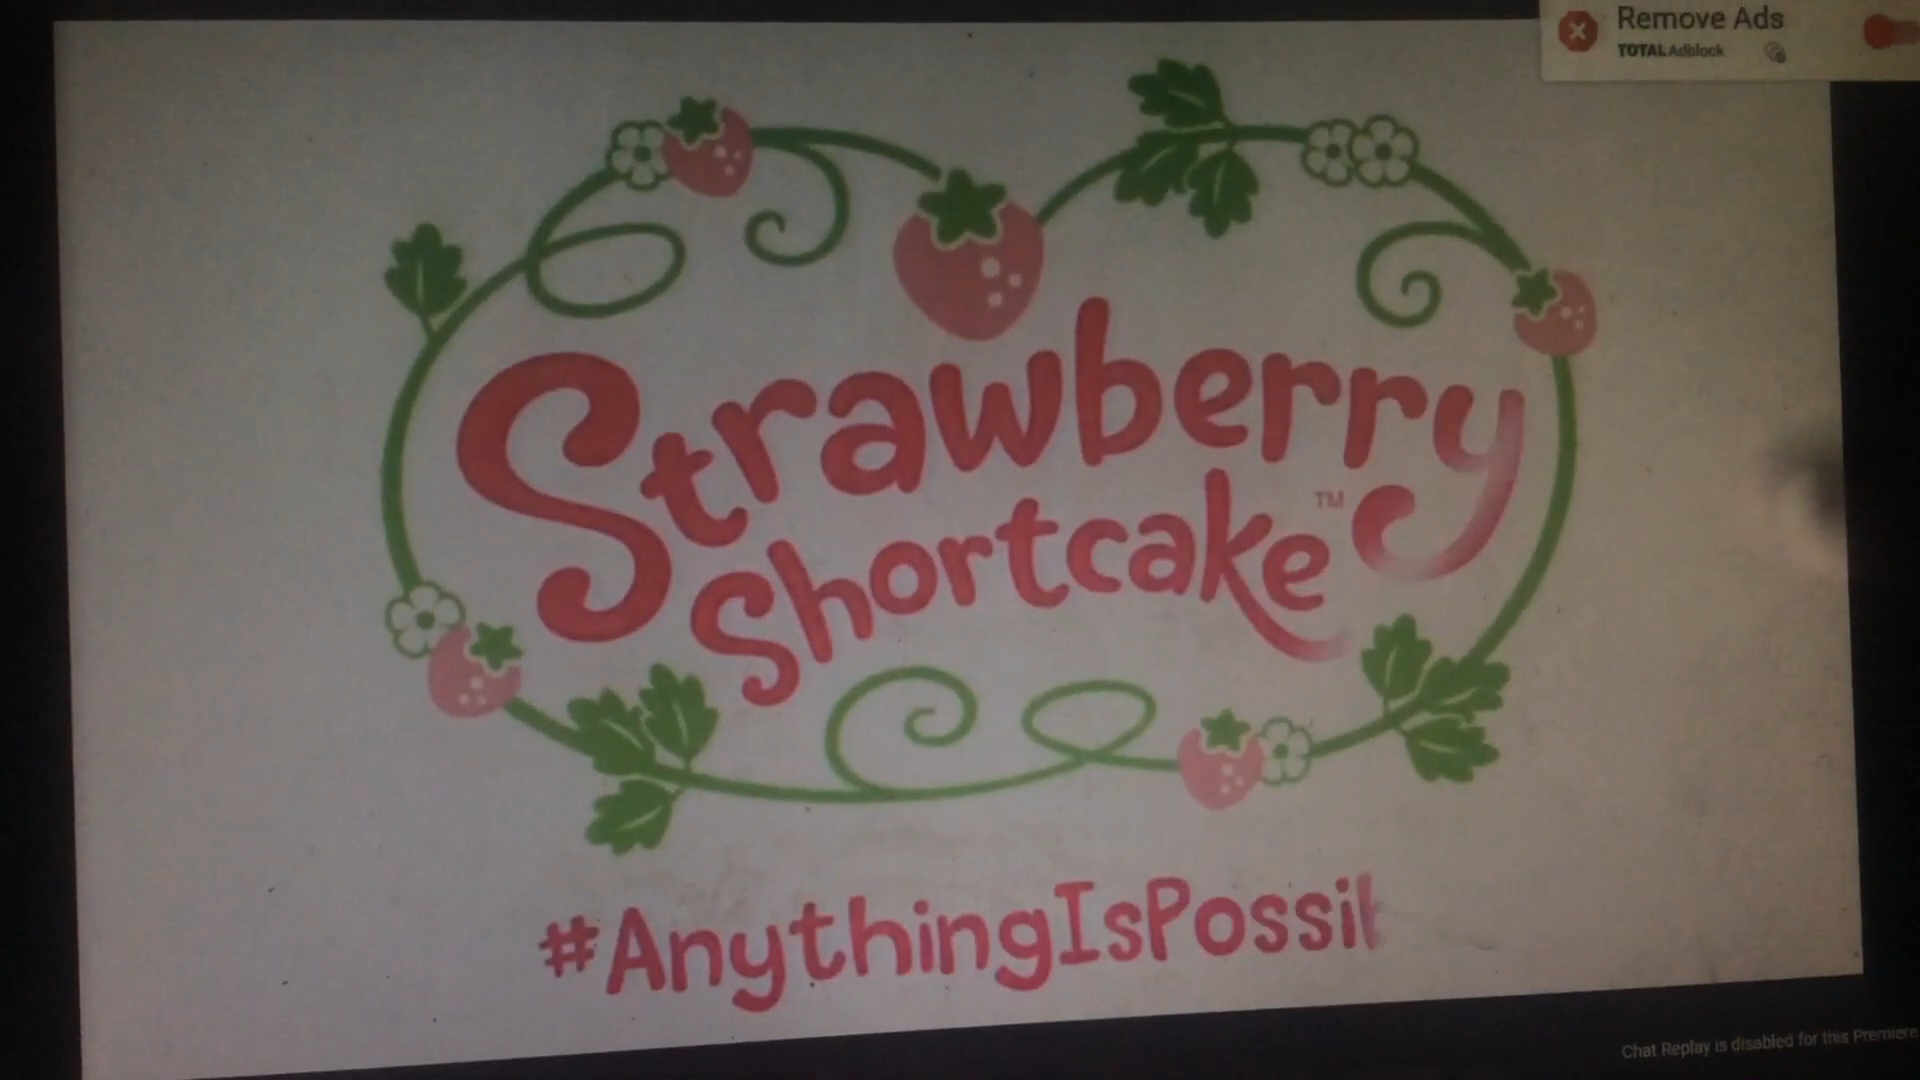 Remove Ads
TOTAL Adblock
Strawberry
Shortcake™
#AnythingIsPossil
Chat Replay is disabled for this Premiere